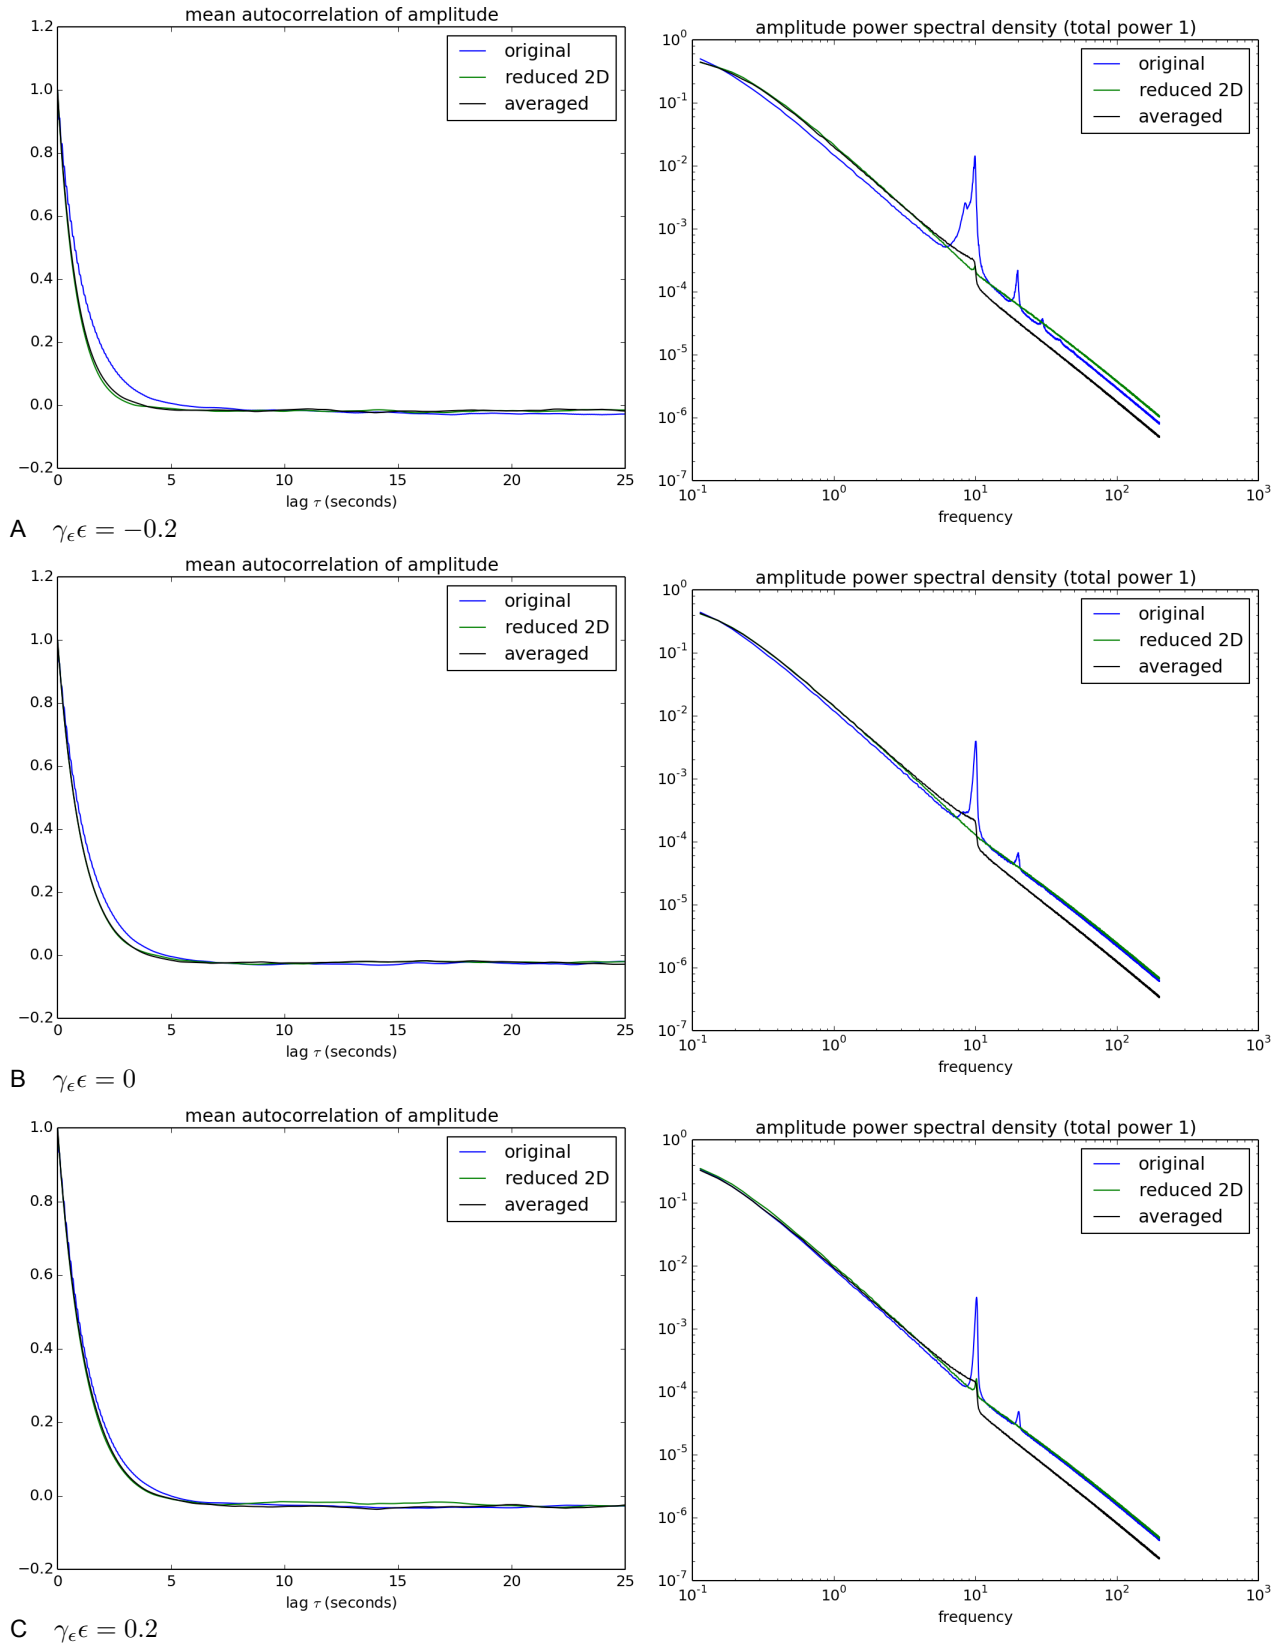 mean autocorrelation of amplitude
1.2
1.0
0.8
0.6
0.4
0.2
0.0
−0.2
0 5 10 15 20 25
lag τ (seconds)
original
reduced 2D
averaged
amplitude power spectral density (total power 1)
10^0
10^-1
10^-2
10^-3
10^-4
10^-5
10^-6
10^-7
10^-1 10^0 10^1 10^2 10^3
frequency
original
reduced 2D
averaged
A γ_ϵϵ = −0.2
mean autocorrelation of amplitude
1.2
1.0
0.8
0.6
0.4
0.2
0.0
−0.2
0 5 10 15 20 25
lag τ (seconds)
original
reduced 2D
averaged
amplitude power spectral density (total power 1)
10^0
10^-1
10^-2
10^-3
10^-4
10^-5
10^-6
10^-7
10^-1 10^0 10^1 10^2 10^3
frequency
original
reduced 2D
averaged
B γ_ϵϵ = 0
mean autocorrelation of amplitude
1.0
0.8
0.6
0.4
0.2
0.0
−0.2
0 5 10 15 20 25
lag τ (seconds)
original
reduced 2D
averaged
amplitude power spectral density (total power 1)
10^0
10^-1
10^-2
10^-3
10^-4
10^-5
10^-6
10^-7
10^-1 10^0 10^1 10^2 10^3
frequency
original
reduced 2D
averaged
C γ_ϵϵ = 0.2